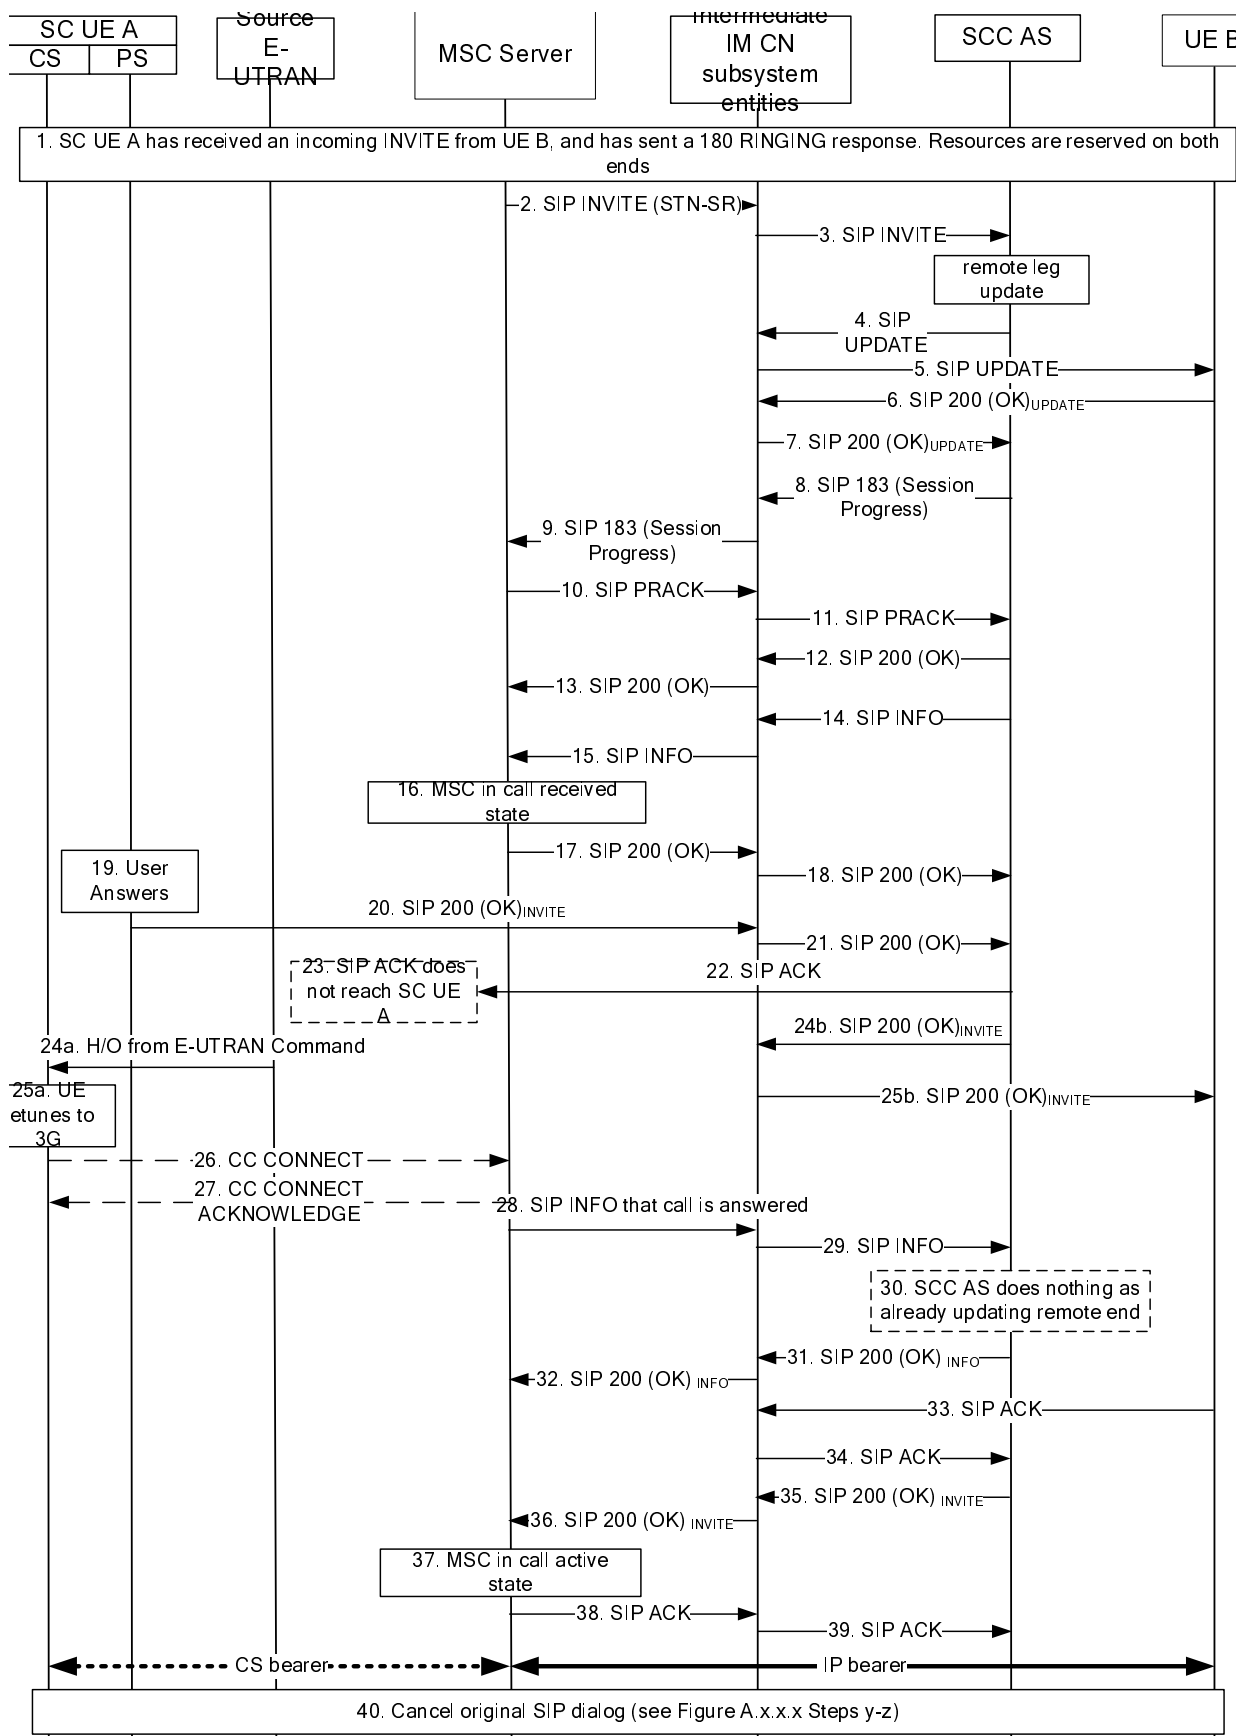 SC UE A
CS
PS
Source
E-
UTRAN
MSC Server
Intermediate
IM CN
subsystem
entities
SCC AS
UE B
1. SC UE A has received an incoming INVITE from UE B, and has sent a 180 RINGING response. Resources are reserved on both
ends
2. SIP INVITE (STN-SR)
3. SIP INVITE
remote leg
update
4. SIP
UPDATE
5. SIP UPDATE
6. SIP 200 (OK)UPDATE
7. SIP 200 (OK)UPDATE
8. SIP 183 (Session
Progress)
9. SIP 183 (Session
Progress)
10. SIP PRACK
11. SIP PRACK
12. SIP 200 (OK)
13. SIP 200 (OK)
14. SIP INFO
15. SIP INFO
16. MSC in call received
state
17. SIP 200 (OK)
18. SIP 200 (OK)
19. User
Answers
20. SIP 200 (OK)INVITE
21. SIP 200 (OK)
22. SIP ACK
23. SIP ACK does
not reach SC UE
A
24b. SIP 200 (OK)INVITE
24a. H/O from E-UTRAN Command
25a. UE
etunes to
3G
25b. SIP 200 (OK)INVITE
26. CC CONNECT
27. CC CONNECT
ACKNOWLEDGE
28. SIP INFO that call is answered
29. SIP INFO
30. SCC AS does nothing as
already updating remote end
31. SIP 200 (OK) INFO
32. SIP 200 (OK) INFO
33. SIP ACK
34. SIP ACK
35. SIP 200 (OK) INVITE
36. SIP 200 (OK) INVITE
37. MSC in call active
state
38. SIP ACK
39. SIP ACK
CS bearer
IP bearer
40. Cancel original SIP dialog (see Figure A.x.x.x Steps y-z)